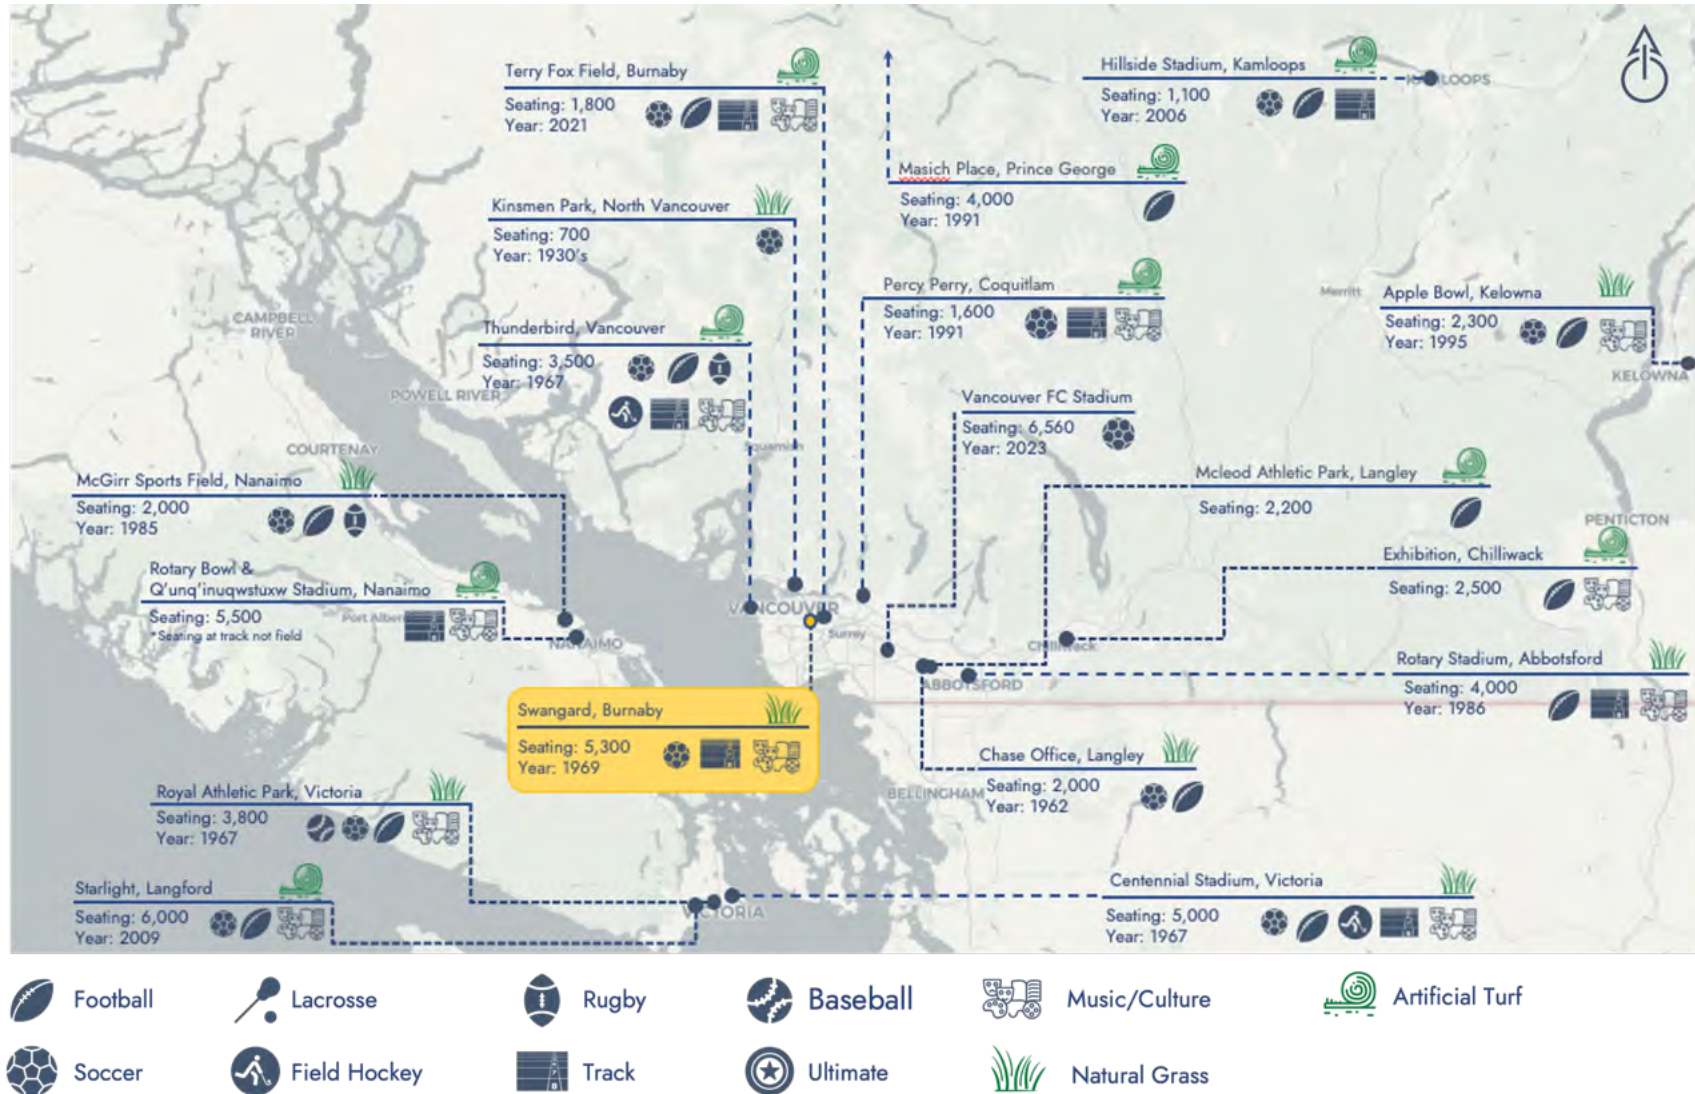 Terry Fox Field, Burnaby
Seating: 1,800
Year: 2021
Hillside Stadium, Kamloops
Seating: 1,100
Year: 2006
Masich Place, Prince George
Seating: 4,000
Year: 1991
Kinsmen Park, North Vancouver
Seating: 700
Year: 1930's
Percy Perry, Coquitlam
Seating: 1,600
Year: 1991
Merritt
Apple Bowl, Kelowna
Seating: 2,300
Year: 1995
KELOWNA
CAMPBELL
RIVER
Thunderbird, Vancouver
Seating: 3,500
Year: 1967
POWELL RIVER
Vancouver FC Stadium
Seating: 6,560
Year: 2023
COURTENAY
Squamish
McGirr Sports Field, Nanaimo
Seating: 2,000
Year: 1985
Mcleod Athletic Park, Langley
Seating: 2,200
PENTICTON
Exhibition, Chilliwack
Seating: 2,500
Rotary Bowl &
Q'unq'inuqwstuxw Stadium, Nanaimo
Seating: 5,500
*Seating at track not field
NANAIMO
VANCOUVER
Surrey
Chilliwack
ABBOTSFORD
Rotary Stadium, Abbotsford
Seating: 4,000
Year: 1986
Swangard, Burnaby
Seating: 5,300
Year: 1969
Chase Office, Langley
Seating: 2,000
Year: 1962
BELLINGHAM
Royal Athletic Park, Victoria
Seating: 3,800
Year: 1967
Starlight, Langford
Seating: 6,000
Year: 2009
VICTORIA
Centennial Stadium, Victoria
Seating: 5,000
Year: 1967
Football
Lacrosse
Rugby
Baseball
Music/Culture
Artificial Turf
Soccer
Field Hockey
Track
Ultimate
Natural Grass